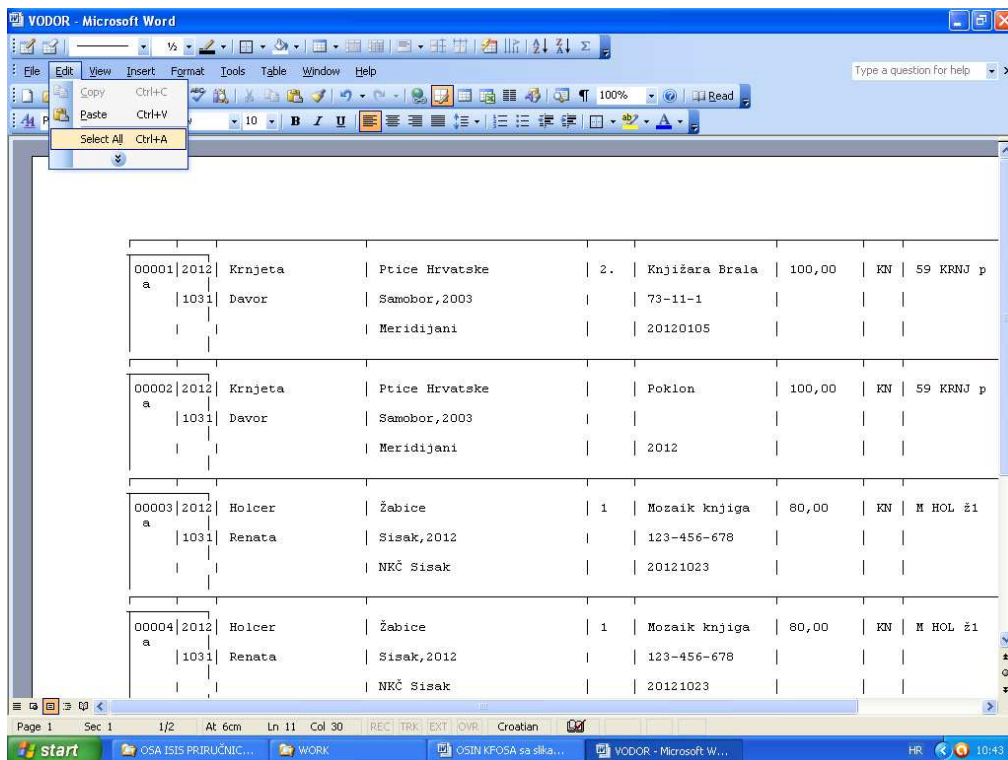 VODOR - Microsoft Word
½ Σ
File Edit View Insert Format Tools Table Window Help Type a question for help
Copy Ctrl+C ¶ 100% Read
Paste Ctrl+V 10 B I U A
Select All Ctrl+A
00001|2012| Krnjeta | Ptice Hrvatske | 2. | Knjižara Brala | 100,00 | KN | 59 KRNJ p
a
|1031| Davor | Samobor,2003 | | 73-11-1 | | |
| | | Meridijani | | 20120105 | | |
00002|2012| Krnjeta | Ptice Hrvatske | | Poklon | 100,00 | KN | 59 KRNJ p
a
|1031| Davor | Samobor,2003 | | | | |
| | | Meridijani | | 2012 | | |
00003|2012| Holcer | Žabice | 1 | Mozaik knjiga | 80,00 | KN | M HOL ž1
a
|1031| Renata | Sisak,2012 | | 123-456-678 | | |
| | | NKČ Sisak | | 20121023 | | |
00004|2012| Holcer | Žabice | 1 | Mozaik knjiga | 80,00 | KN | M HOL ž1
a
|1031| Renata | Sisak,2012 | | 123-456-678 | | |
| | | NKČ Sisak | | 20121023 | | |
Page 1 Sec 1 1/2 At 6cm Ln 11 Col 30 REC TRK EXT OVR Croatian
start OSA ISIS PRIRUČNIC... WORK OSIN KFOSA sa slika... VODOR - Microsoft W... HR 10:43